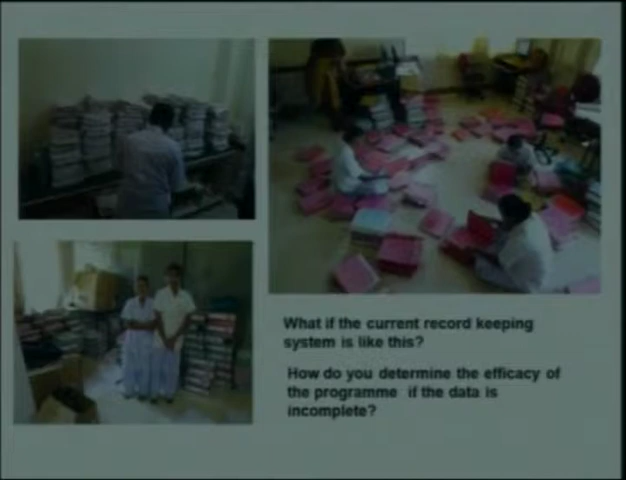 What if the current record keeping
system is like this?
How do you determine the efficacy of
the programme if the data is
incomplete?